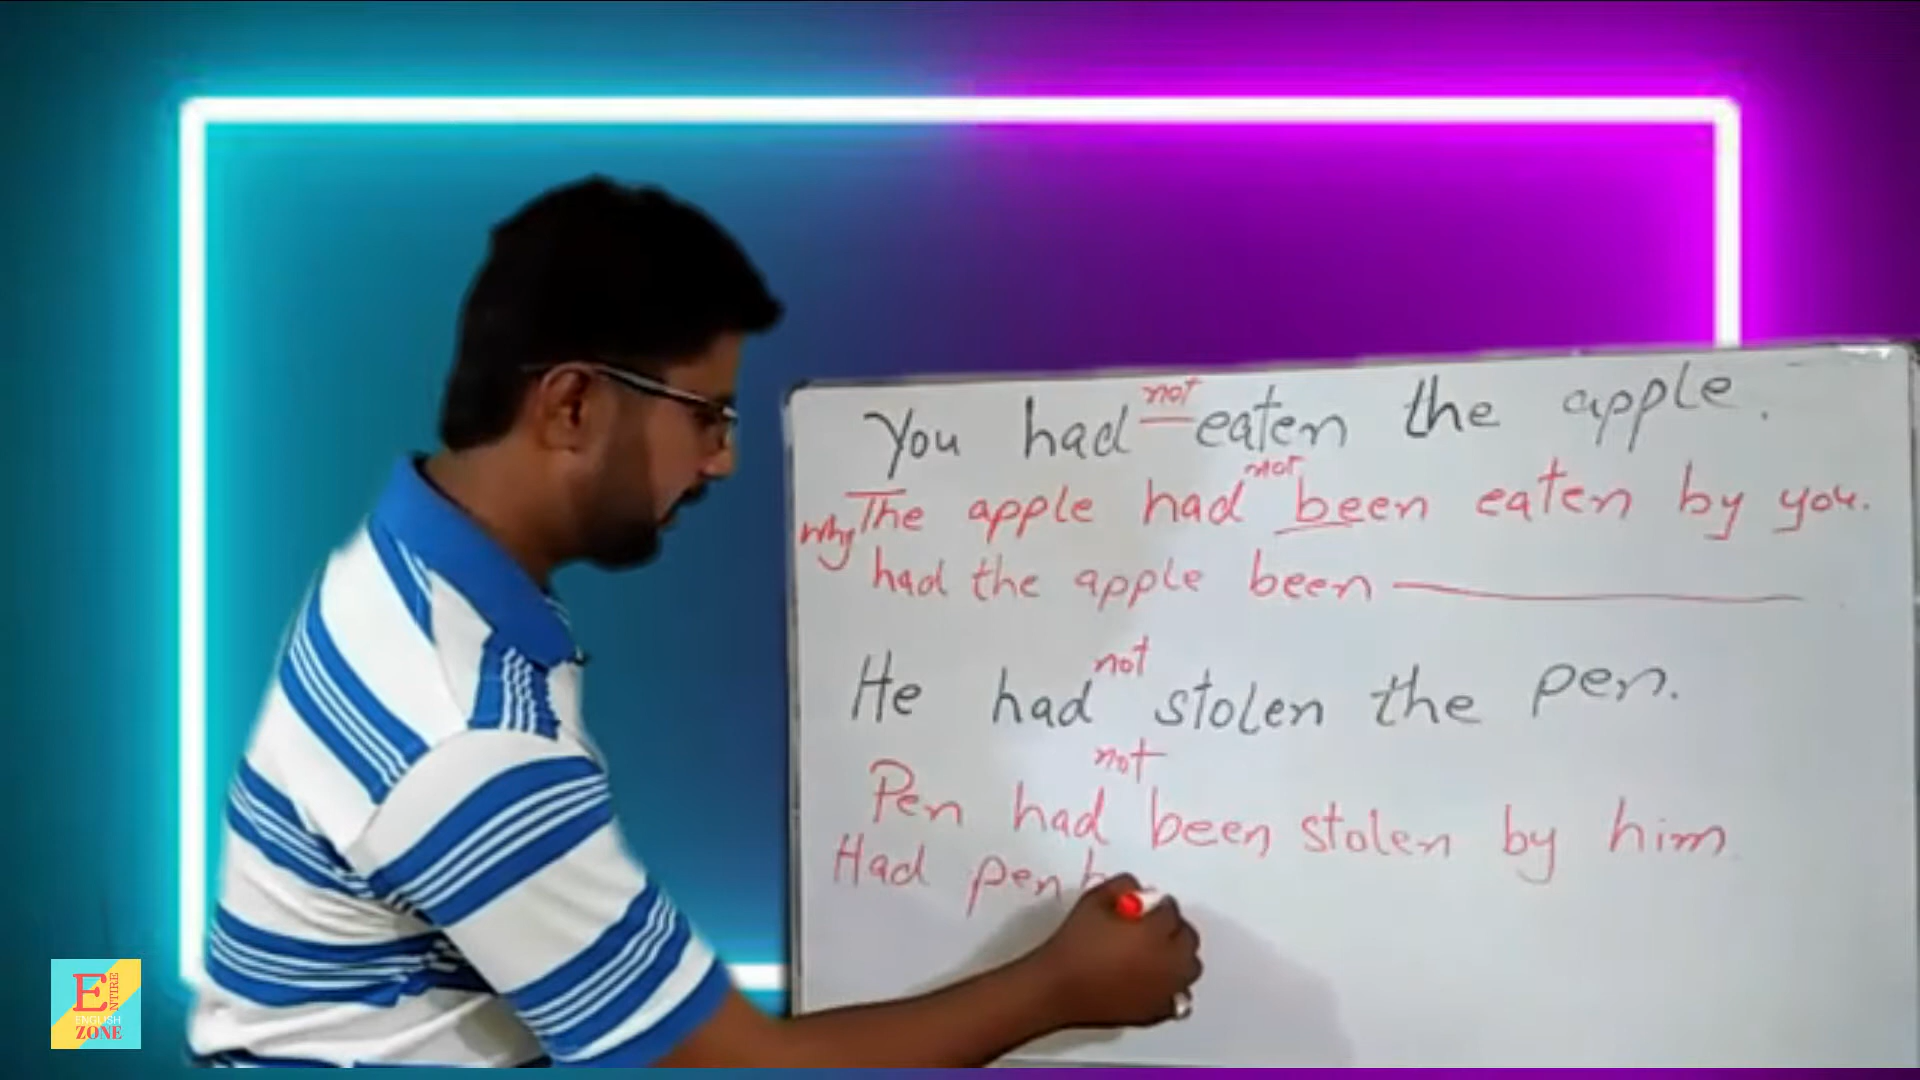 not
You had eaten the apple.
not
The apple had been eaten by you.
Why
had the apple been
not
He had stolen the pen.
not
Pen had been stolen by him
Had pen
ENTIRE
ENGLISH
ZONE